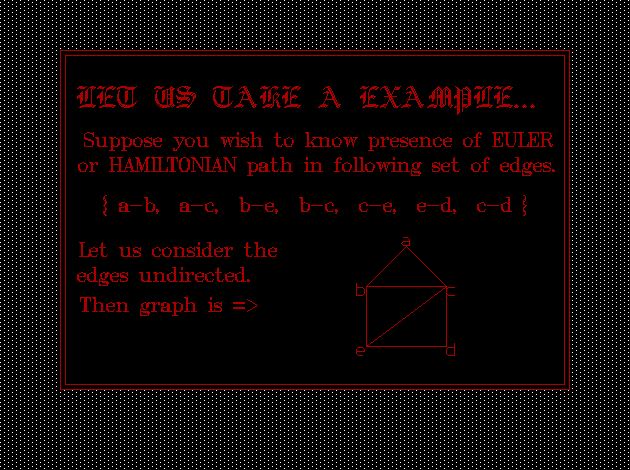 LET US TAKE A EXAMPLE...
Suppose you wish to know presence of EULER
or HAMILTONIAN path in following set of edges.
{ a-b, a-c, b-e, b-c, c-e, e-d, c-d }
Let us consider the
edges undirected.
Then graph is =>
a
b c
e d